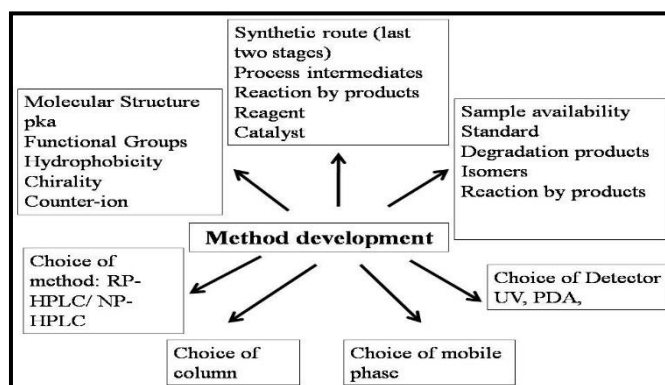 Synthetic route (last
two stages)
Process intermediates
Reaction by products
Reagent
Catalyst
Molecular Structure
pka
Functional Groups
Hydrophobicity
Chirality
Counter-ion
Sample availability
Standard
Degradation products
Isomers
Reaction by products
Method development
Choice of
method: RP-
HPLC/ NP-
HPLC
Choice of Detector
UV, PDA,
Choice of
column
Choice of mobile
phase